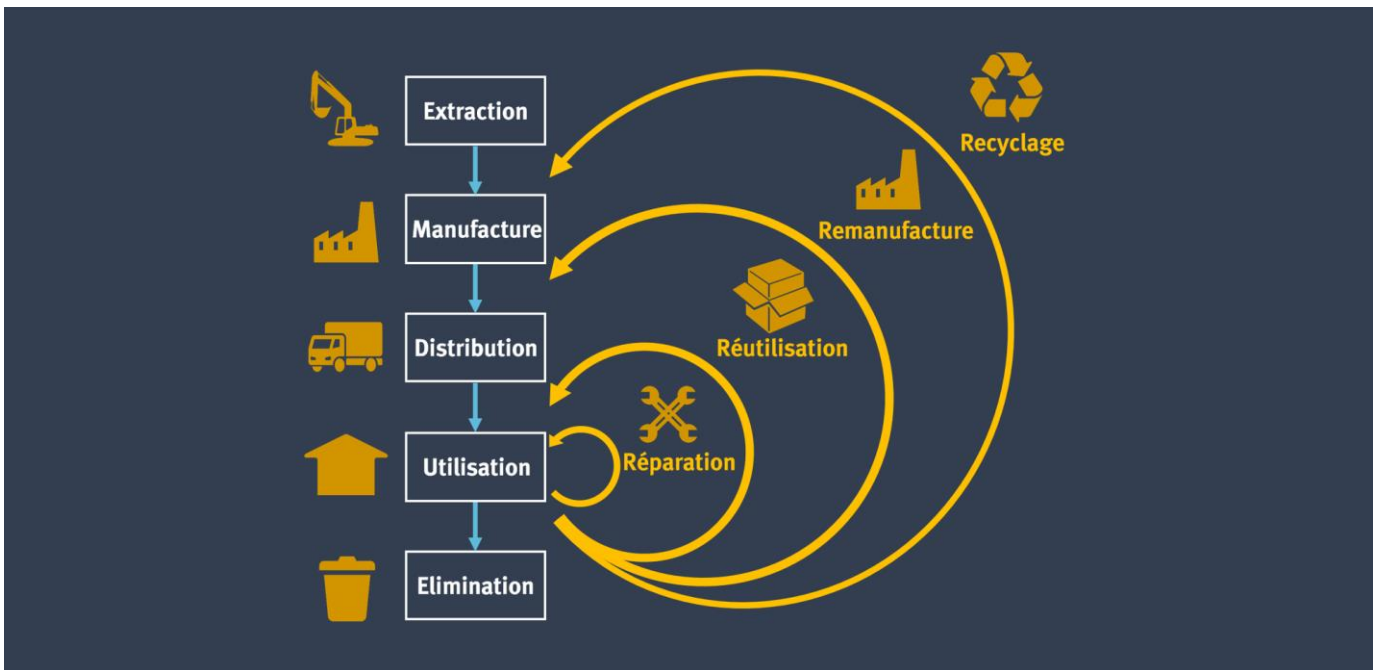 Extraction
Recyclage
Manufacture
Remanufacture
Distribution
Réutilisation
Utilisation
Réparation
Elimination